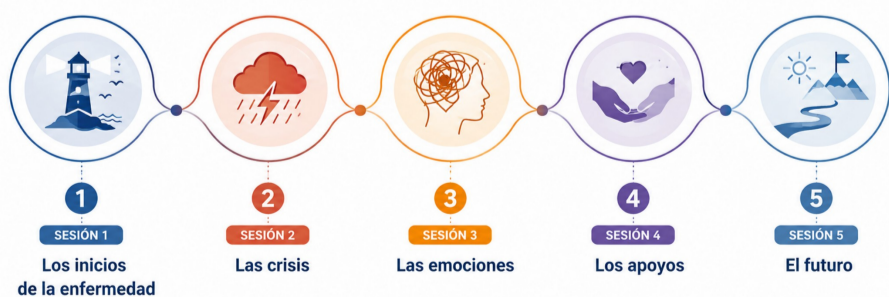 1
SESIÓN 1
Los inicios
de la enfermedad
2
SESIÓN 2
Las crisis
3
SESIÓN 3
Las emociones
4
SESIÓN 4
Los apoyos
5
SESIÓN 5
El futuro